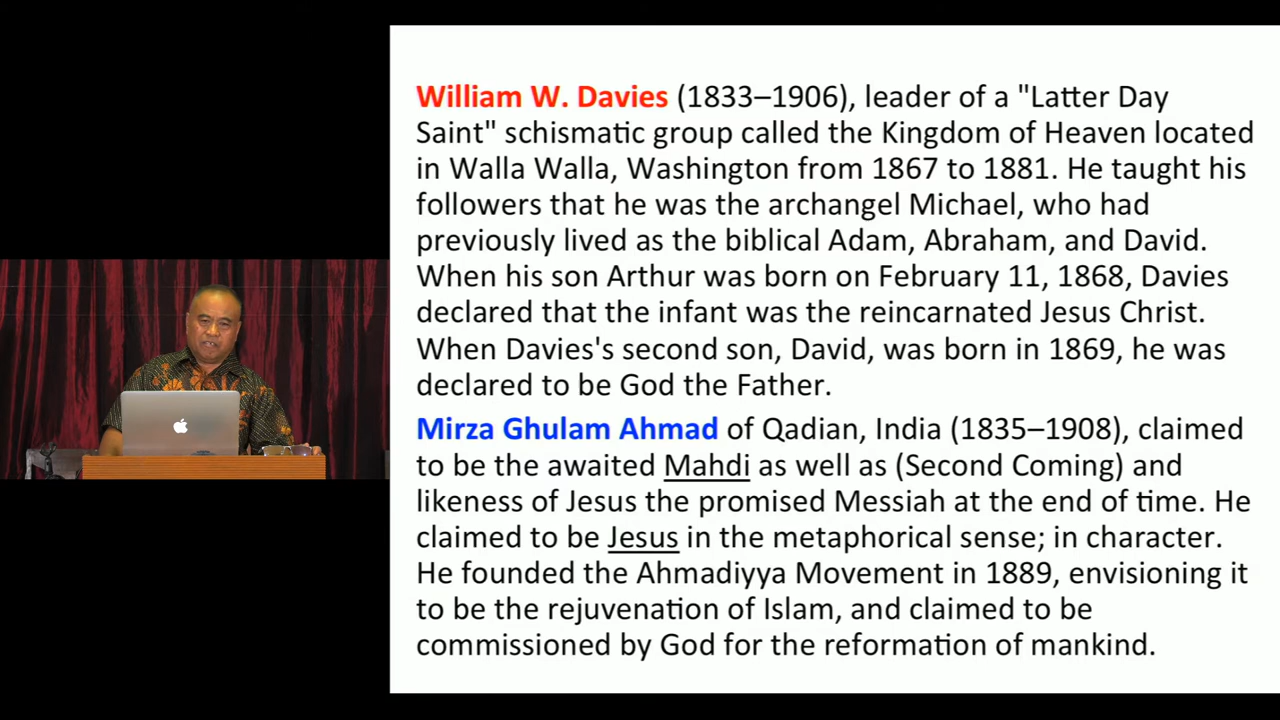 William W. Davies (1833–1906), leader of a "Latter Day
Saint" schismatic group called the Kingdom of Heaven located
in Walla Walla, Washington from 1867 to 1881. He taught his
followers that he was the archangel Michael, who had
previously lived as the biblical Adam, Abraham, and David.
When his son Arthur was born on February 11, 1868, Davies
declared that the infant was the reincarnated Jesus Christ.
When Davies's second son, David, was born in 1869, he was
declared to be God the Father.
Mirza Ghulam Ahmad of Qadian, India (1835–1908), claimed
to be the awaited Mahdi as well as (Second Coming) and
likeness of Jesus the promised Messiah at the end of time. He
claimed to be Jesus in the metaphorical sense; in character.
He founded the Ahmadiyya Movement in 1889, envisioning it
to be the rejuvenation of Islam, and claimed to be
commissioned by God for the reformation of mankind.